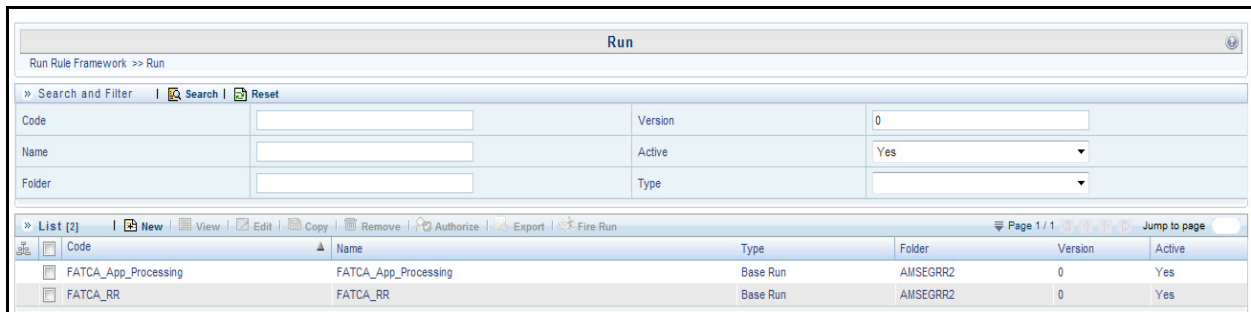 Run
Run Rule Framework >> Run
» Search and Filter | Search | Reset
Code Version 0
Name Active Yes
Folder Type
» List [2] | New | View | Edit | Copy | Remove | Authorize | Export | Fire Run Page 1 / 1 Jump to page
Code Name Type Folder Version Active
FATCA_App_Processing FATCA_App_Processing Base Run AMSEGRR2 0 Yes
FATCA_RR FATCA_RR Base Run AMSEGRR2 0 Yes